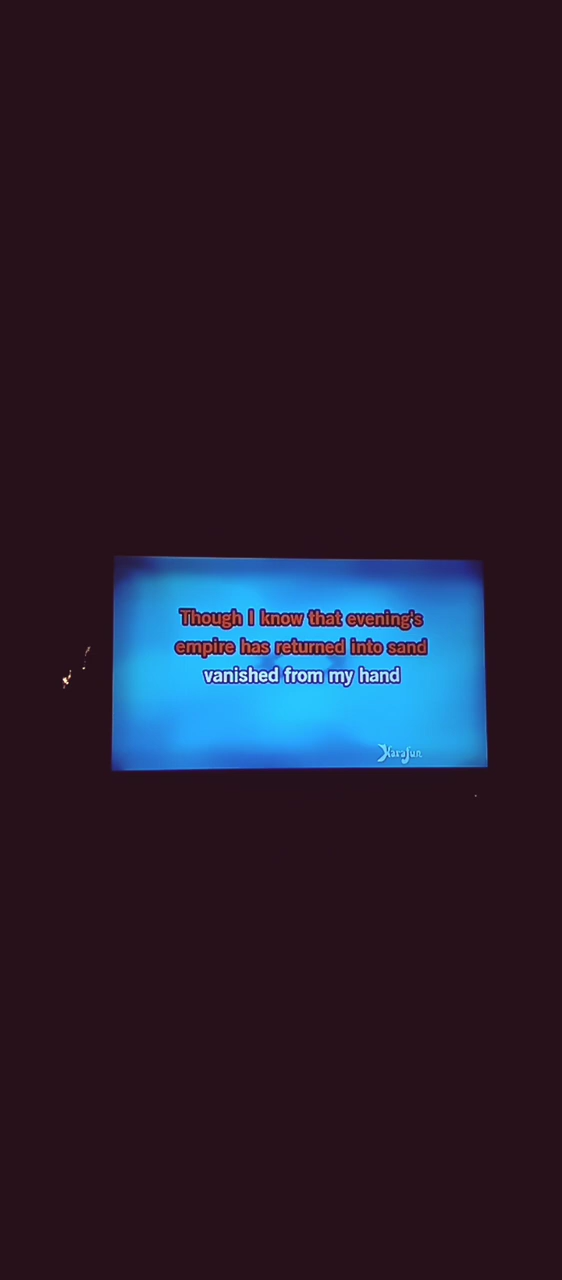 Though I know that evening's
empire has returned into sand
vanished from my hand
KaraFun